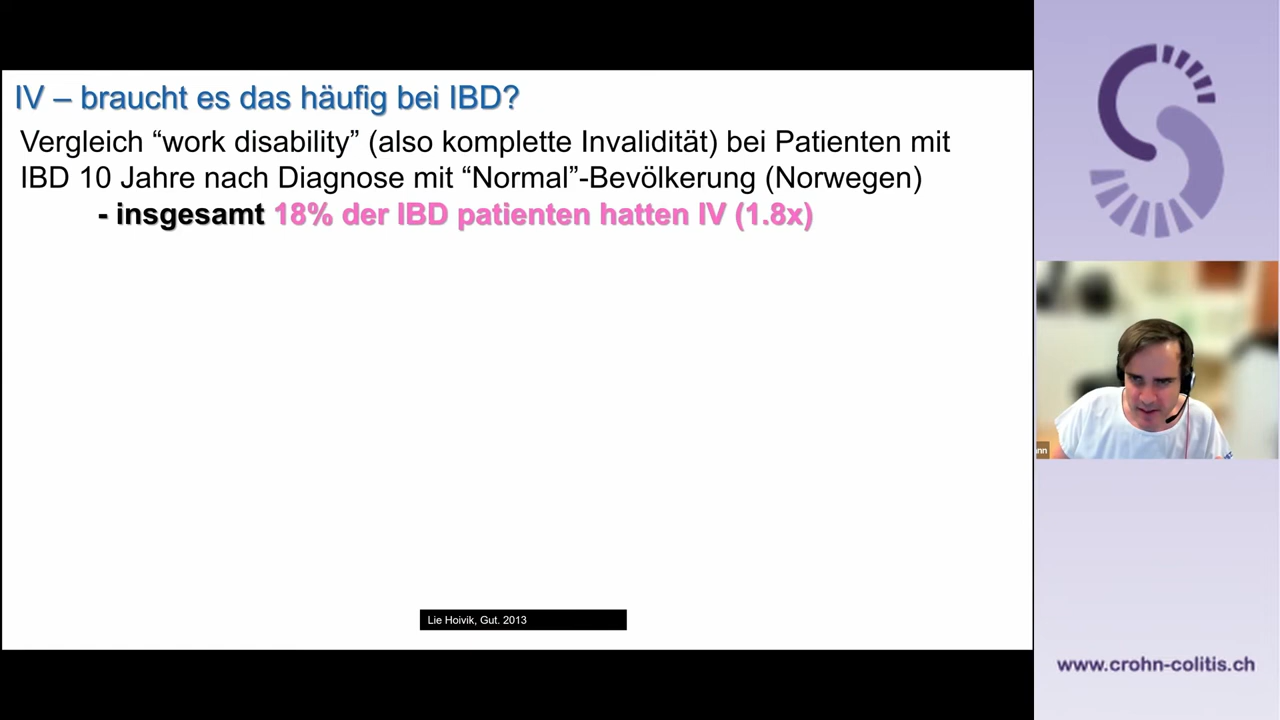 IV – braucht es das häufig bei IBD?
Vergleich “work disability” (also komplette Invalidität) bei Patienten mit
IBD 10 Jahre nach Diagnose mit “Normal”-Bevölkerung (Norwegen)
- insgesamt 18% der IBD patienten hatten IV (1.8x)
Lie Hoivik, Gut. 2013
www.crohn-colitis.ch